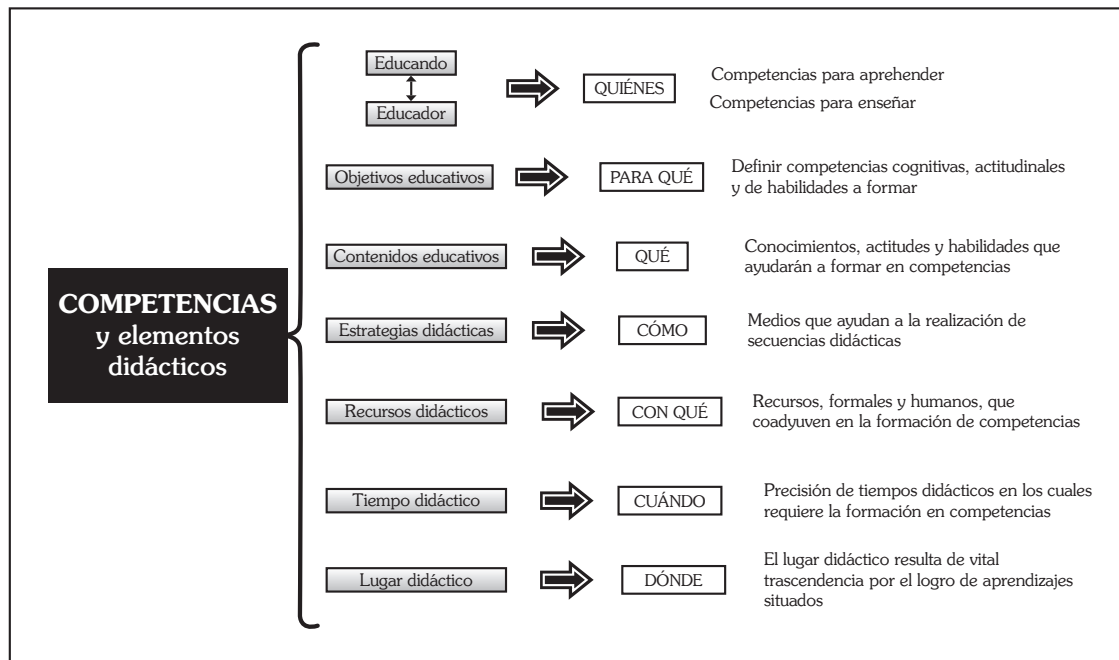 COMPETENCIAS
y elementos
didácticos
Educando
Educador
QUIÉNES
Competencias para aprehender
Competencias para enseñar
Objetivos educativos
PARA QUÉ
Definir competencias cognitivas, actitudinales
y de habilidades a formar
Contenidos educativos
QUÉ
Conocimientos, actitudes y habilidades que
ayudarán a formar en competencias
Estrategias didácticas
CÓMO
Medios que ayudan a la realización de
secuencias didácticas
Recursos didácticos
CON QUÉ
Recursos, formales y humanos, que
coadyuven en la formación de competencias
Tiempo didáctico
CUÁNDO
Precisión de tiempos didácticos en los cuales
requiere la formación en competencias
Lugar didáctico
DÓNDE
El lugar didáctico resulta de vital
trascendencia por el logro de aprendizajes
situados